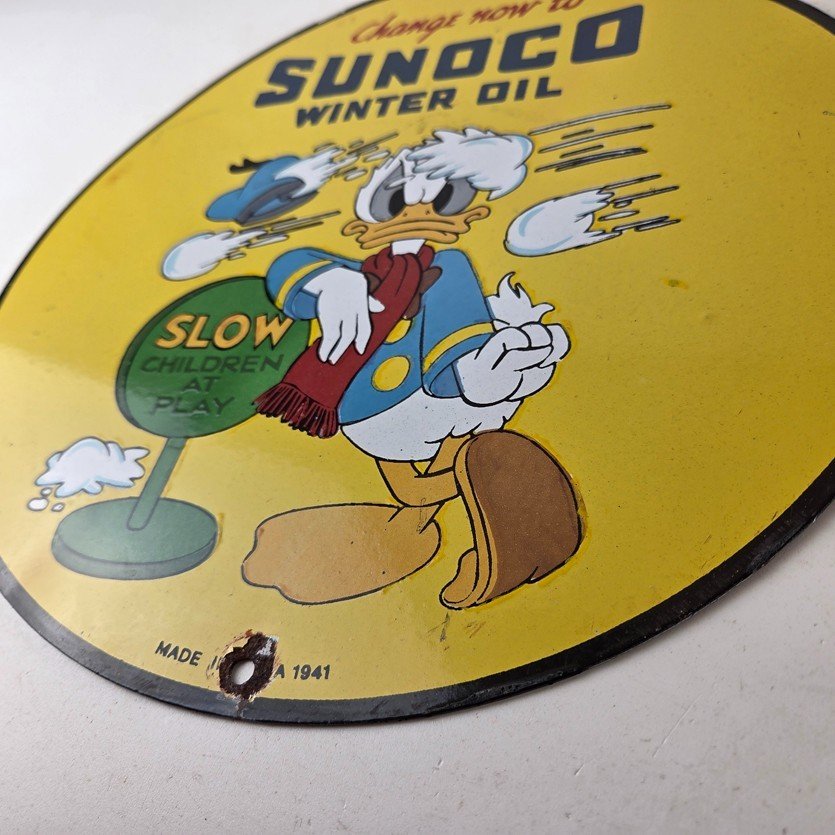 Change now to
SUNOCO
WINTER OIL
SLOW
CHILDREN
AT
PLAY
MADE I A 1941